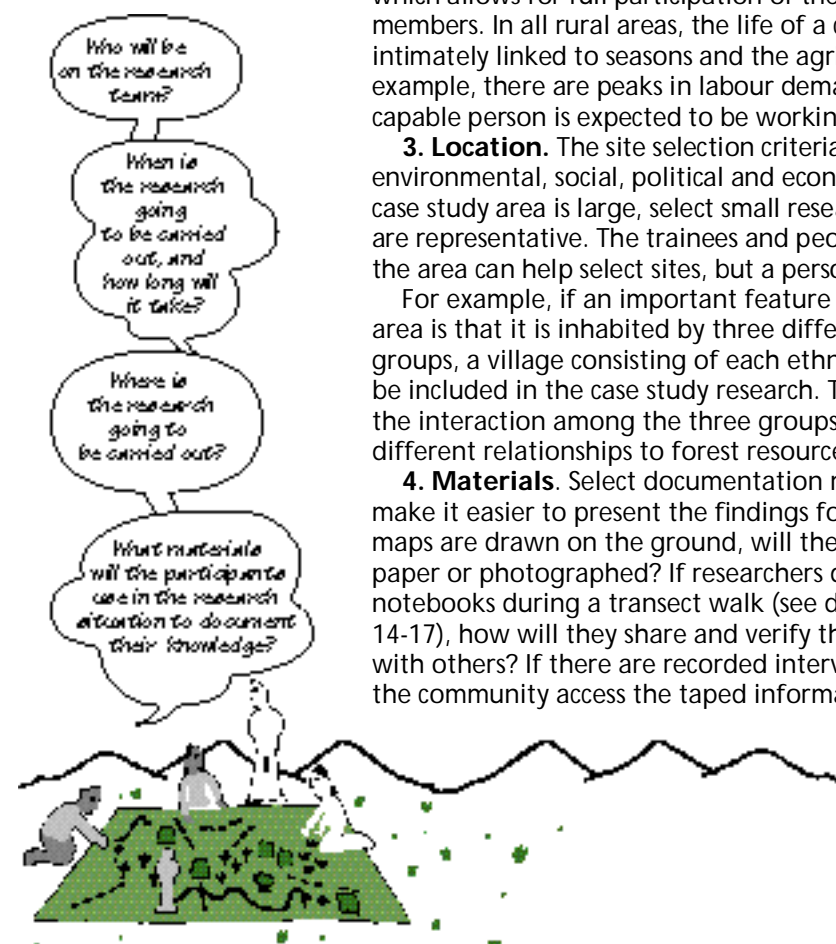 Who will be
on the research
team?
When is
the research
going
to be carried
out, and
how long will
it take?
Where is
the research
going to
be carried out?
What materials
will the participants
use in the research
situation to document
their knowledge?
which allows for full participation of the
members. In all rural areas, the life of a c
intimately linked to seasons and the agr
example, there are peaks in labour dema
capable person is expected to be workin
3. Location. The site selection criteria
environmental, social, political and econ
case study area is large, select small rese
are representative. The trainees and peo
the area can help select sites, but a perso
For example, if an important feature
area is that it is inhabited by three diffe
groups, a village consisting of each ethn
be included in the case study research. T
the interaction among the three groups
different relationships to forest resource
4. Materials. Select documentation m
make it easier to present the findings fo
maps are drawn on the ground, will the
paper or photographed? If researchers
notebooks during a transect walk (see d
14-17), how will they share and verify th
with others? If there are recorded interv
the community access the taped informa